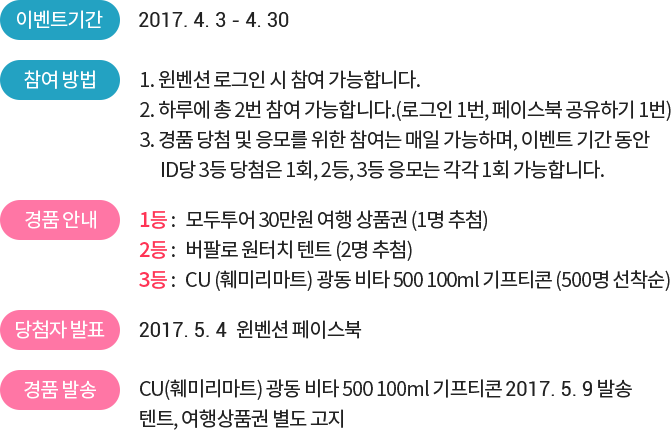 이벤트기간 2017. 4. 3 - 4. 30
참여 방법 1. 윈벤션 로그인 시 참여 가능합니다.
2. 하루에 총 2번 참여 가능합니다.(로그인 1번, 페이스북 공유하기 1번)
3. 경품 당첨 및 응모를 위한 참여는 매일 가능하며, 이벤트 기간 동안
ID당 3등 당첨은 1회, 2등, 3등 응모는 각각 1회 가능합니다.
경품 안내 1등 : 모두투어 30만원 여행 상품권 (1명 추첨)
2등 : 버팔로 원터치 텐트 (2명 추첨)
3등 : CU (훼미리마트) 광동 비타 500 100ml 기프티콘 (500명 선착순)
당첨자 발표 2017. 5. 4 윈벤션 페이스북
경품 발송 CU(훼미리마트) 광동 비타 500 100ml 기프티콘 2017. 5. 9 발송
텐트, 여행상품권 별도 고지